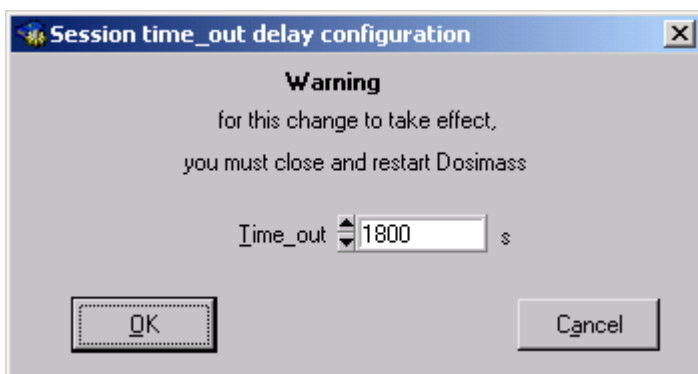 Session time_out delay configuration
Warning
for this change to take effect,
you must close and restart Dosimass
Time_out 1800 s
OK Cancel